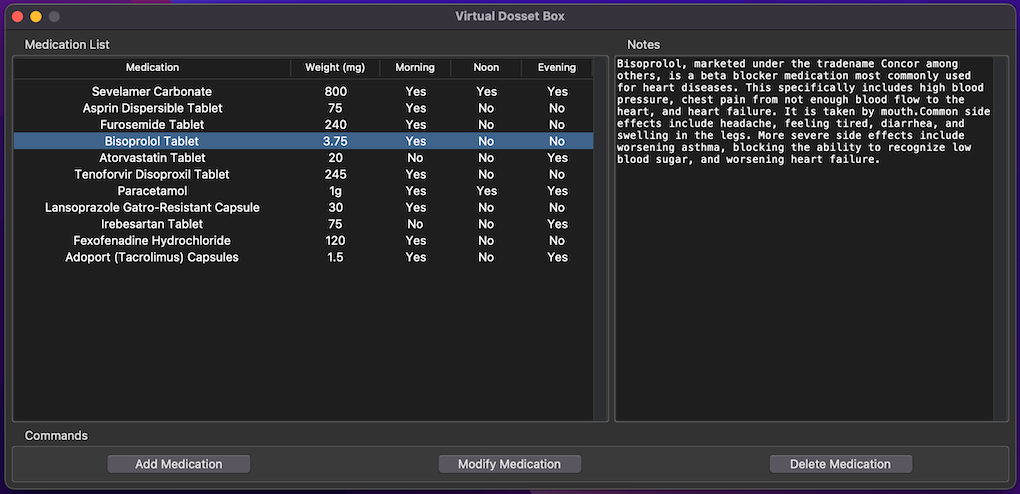 Virtual Dosset Box
Medication List
Medication Weight (mg) Morning Noon Evening
Sevelamer Carbonate 800 Yes Yes Yes
Asprin Dispersible Tablet 75 Yes No No
Furosemide Tablet 240 Yes No No
Bisoprolol Tablet 3.75 Yes No No
Atorvastatin Tablet 20 No No Yes
Tenoforvir Disoproxil Tablet 245 Yes No No
Paracetamol 1g Yes Yes Yes
Lansoprazole Gatro-Resistant Capsule 30 Yes No No
Irebesartan Tablet 75 No No Yes
Fexofenadine Hydrochloride 120 Yes No No
Adoport (Tacrolimus) Capsules 1.5 Yes No Yes
Notes
Bisoprolol, marketed under the tradename Concor among
others, is a beta blocker medication most commonly used
for heart diseases. This specifically includes high blood
pressure, chest pain from not enough blood flow to the
heart, and heart failure. It is taken by mouth.Common side
effects include headache, feeling tired, diarrhea, and
swelling in the legs. More severe side effects include
worsening asthma, blocking the ability to recognize low
blood sugar, and worsening heart failure.
Commands
Add Medication Modify Medication Delete Medication